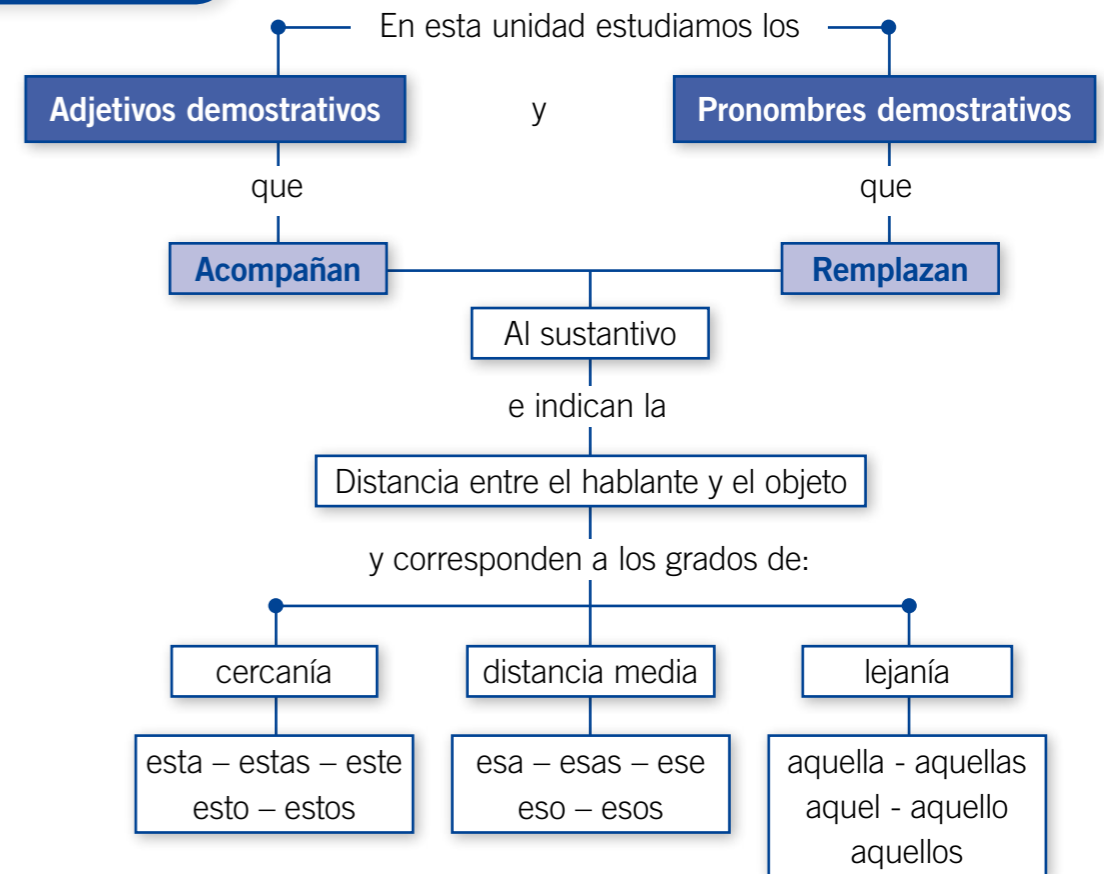 En esta unidad estudiamos los
Adjetivos demostrativos y Pronombres demostrativos
que que
Acompañan Remplazan
Al sustantivo
e indican la
Distancia entre el hablante y el objeto
y corresponden a los grados de:
cercanía distancia media lejanía
esta – estas – este esa – esas – ese aquella - aquellas
esto – estos eso – esos aquel - aquello
aquellos